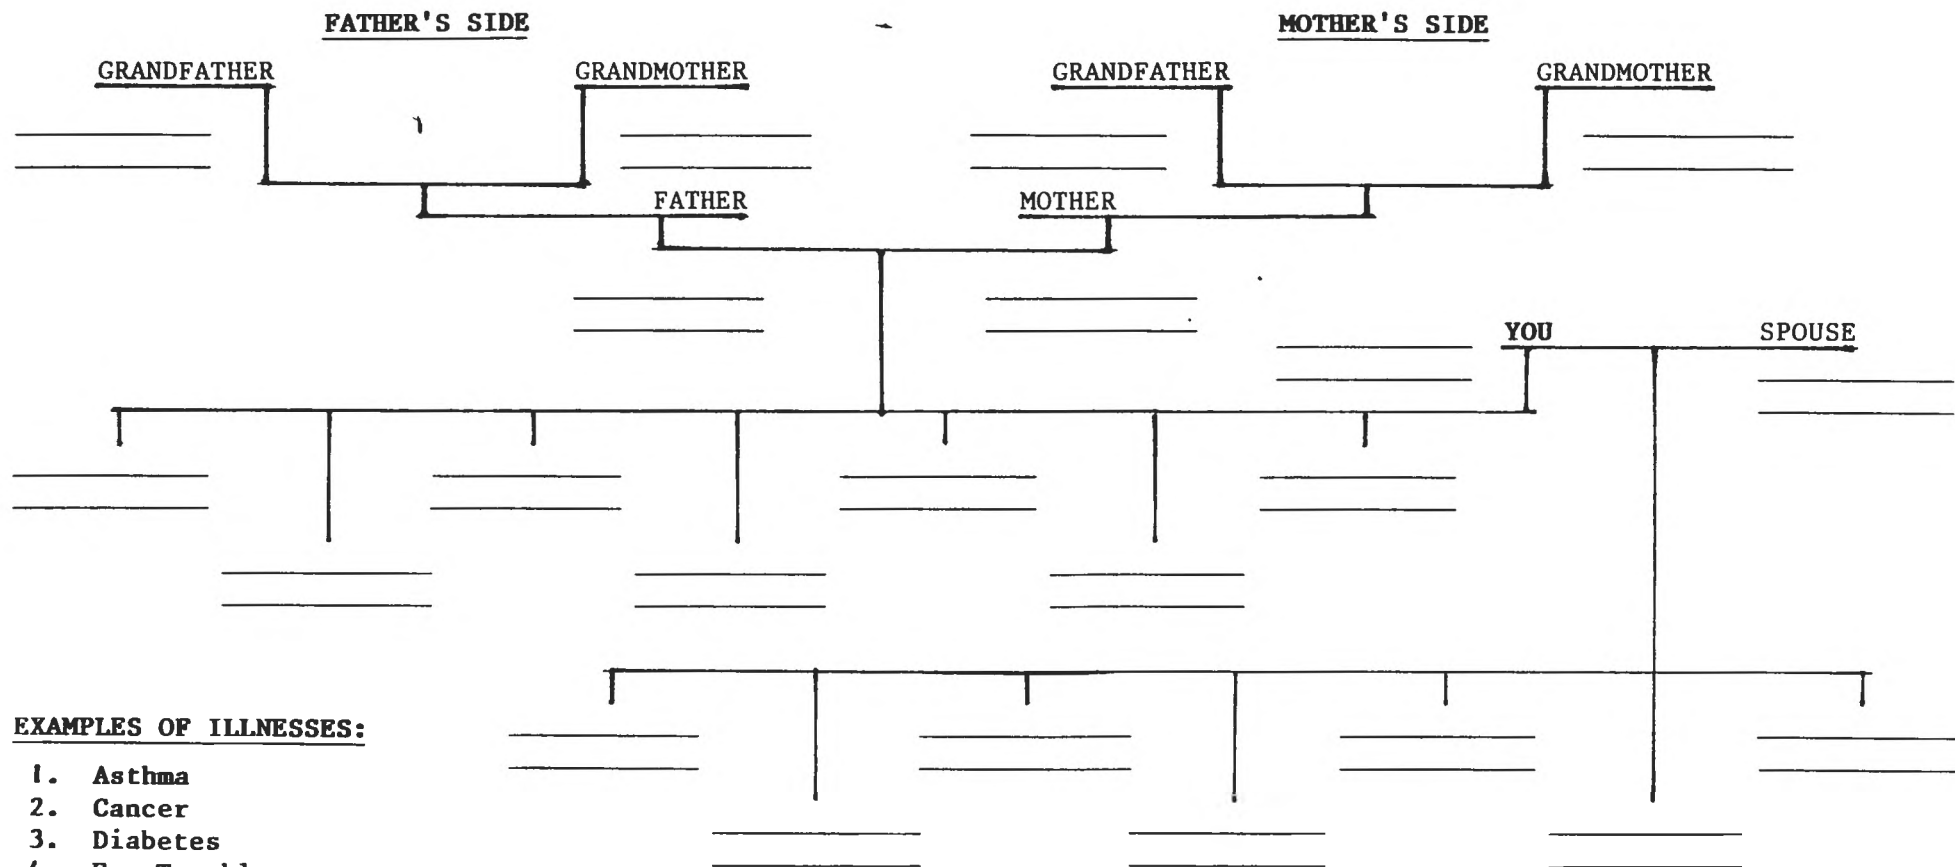 FATHER'S SIDE MOTHER'S SIDE
GRANDFATHER GRANDMOTHER GRANDFATHER GRANDMOTHER
FATHER MOTHER
YOU SPOUSE
EXAMPLES OF ILLNESSES:
1. Asthma
2. Cancer
3. Diabetes